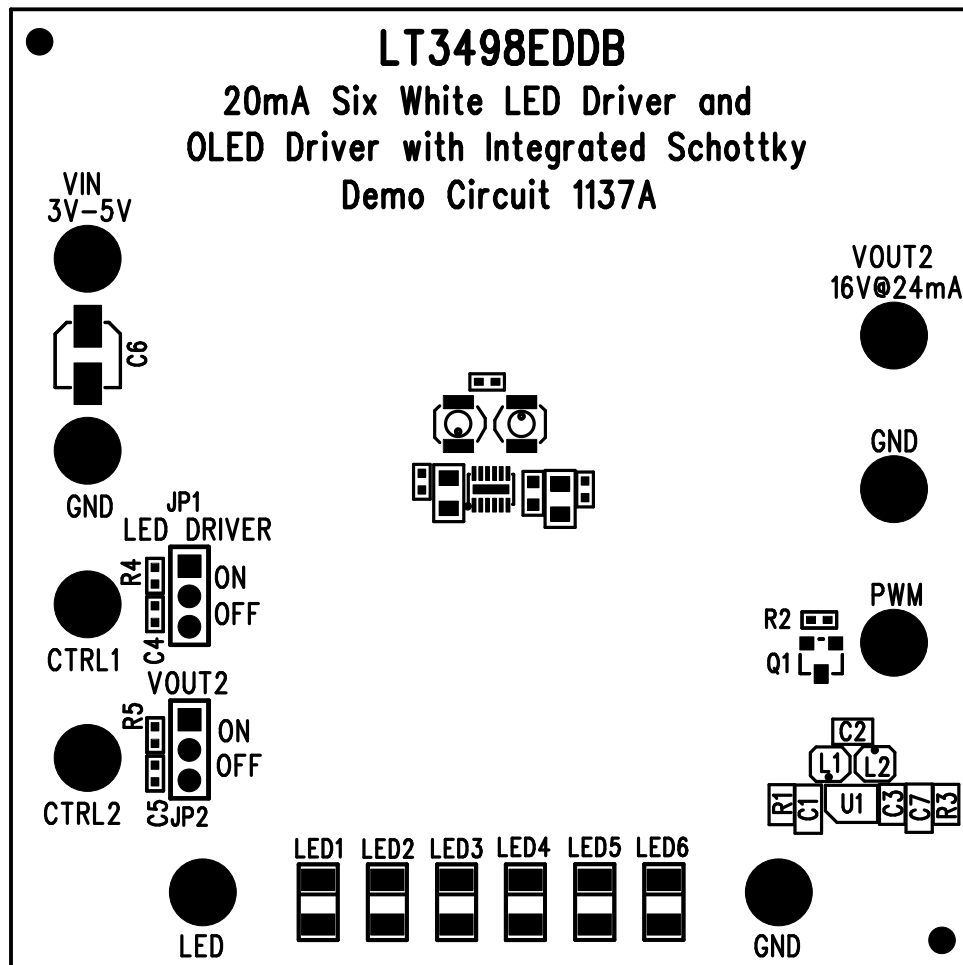 LT3498EDDB
20mA Six White LED Driver and
OLED Driver with Integrated Schottky
Demo Circuit 1137A
VIN
3V-5V
C6
GND
VOUT2
16V@24mA
GND
JP1
LED DRIVER
R4
ON
OFF
C4
CTRL1
PWM
R2
Q1
VOUT2
R5
ON
OFF
C5
JP2
CTRL2
C2
L1
L2
R1
C1
U1
C3
C7
R3
LED1
LED2
LED3
LED4
LED5
LED6
LED
GND